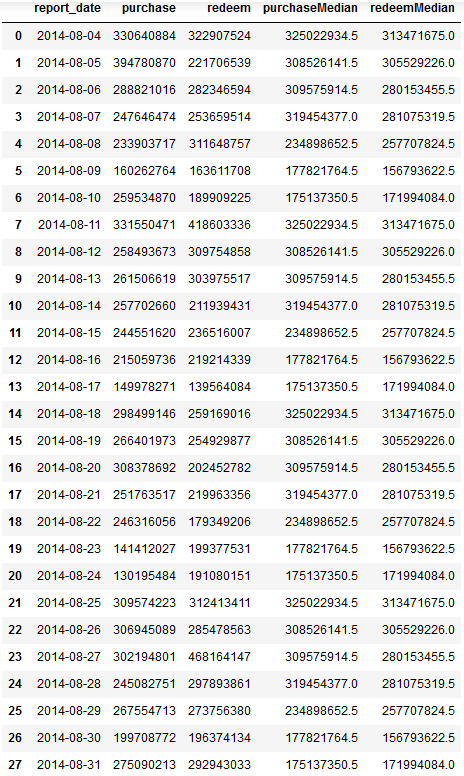 report_date purchase redeem purchaseMedian redeemMedian
0 2014-08-04 330640884 322907524 325022934.5 313471675.0
1 2014-08-05 394780870 221706539 308526141.5 305529226.0
2 2014-08-06 288821016 282346594 309575914.5 280153455.5
3 2014-08-07 247646474 253659514 319454377.0 281075319.5
4 2014-08-08 233903717 311648757 234898652.5 257707824.5
5 2014-08-09 160262764 163611708 177821764.5 156793622.5
6 2014-08-10 259534870 189909225 175137350.5 171994084.0
7 2014-08-11 331550471 418603336 325022934.5 313471675.0
8 2014-08-12 258493673 309754858 308526141.5 305529226.0
9 2014-08-13 261506619 303975517 309575914.5 280153455.5
10 2014-08-14 257702660 211939431 319454377.0 281075319.5
11 2014-08-15 244551620 236516007 234898652.5 257707824.5
12 2014-08-16 215059736 219214339 177821764.5 156793622.5
13 2014-08-17 149978271 139564084 175137350.5 171994084.0
14 2014-08-18 298499146 259169016 325022934.5 313471675.0
15 2014-08-19 266401973 254929877 308526141.5 305529226.0
16 2014-08-20 308378692 202452782 309575914.5 280153455.5
17 2014-08-21 251763517 219963356 319454377.0 281075319.5
18 2014-08-22 246316056 179349206 234898652.5 257707824.5
19 2014-08-23 141412027 199377531 177821764.5 156793622.5
20 2014-08-24 130195484 191080151 175137350.5 171994084.0
21 2014-08-25 309574223 312413411 325022934.5 313471675.0
22 2014-08-26 306945089 285478563 308526141.5 305529226.0
23 2014-08-27 302194801 468164147 309575914.5 280153455.5
24 2014-08-28 245082751 297893861 319454377.0 281075319.5
25 2014-08-29 267554713 273756380 234898652.5 257707824.5
26 2014-08-30 199708772 196374134 177821764.5 156793622.5
27 2014-08-31 275090213 292943033 175137350.5 171994084.0